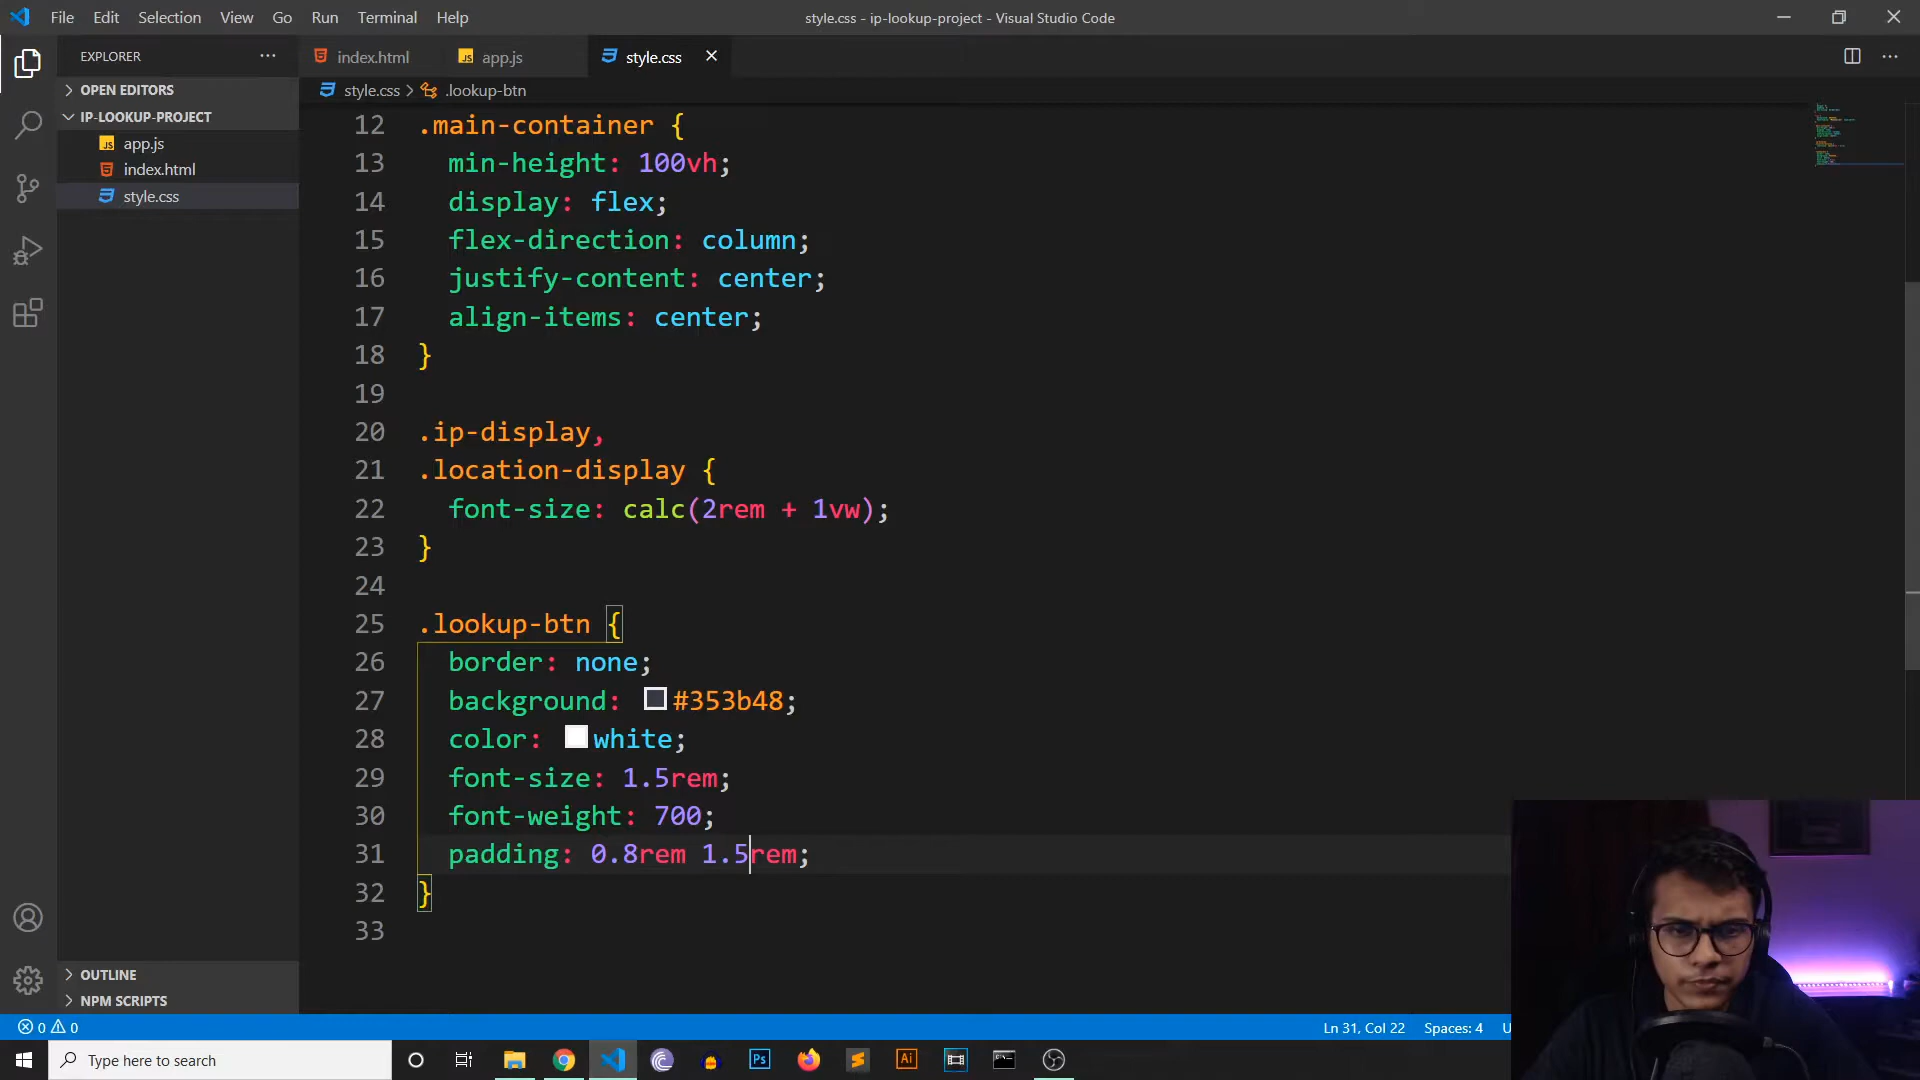 File Edit Selection View Go Run Terminal Help
style.css - ip-lookup-project - Visual Studio Code
EXPLORER
OPEN EDITORS
IP-LOOKUP-PROJECT
JS app.js
index.html
style.css
OUTLINE
NPM SCRIPTS
index.html JS app.js style.css
style.css > .lookup-btn
12 .main-container {
13 min-height: 100vh;
14 display: flex;
15 flex-direction: column;
16 justify-content: center;
17 align-items: center;
18 }
19
20 .ip-display,
21 .location-display {
22 font-size: calc(2rem + 1vw);
23 }
24
25 .lookup-btn {
26 border: none;
27 background: #353b48;
28 color: white;
29 font-size: 1.5rem;
30 font-weight: 700;
31 padding: 0.8rem 1.5rem;
32 }
33
0 0
Ln 31, Col 22 Spaces: 4 U
Type here to search
Ps
Ai